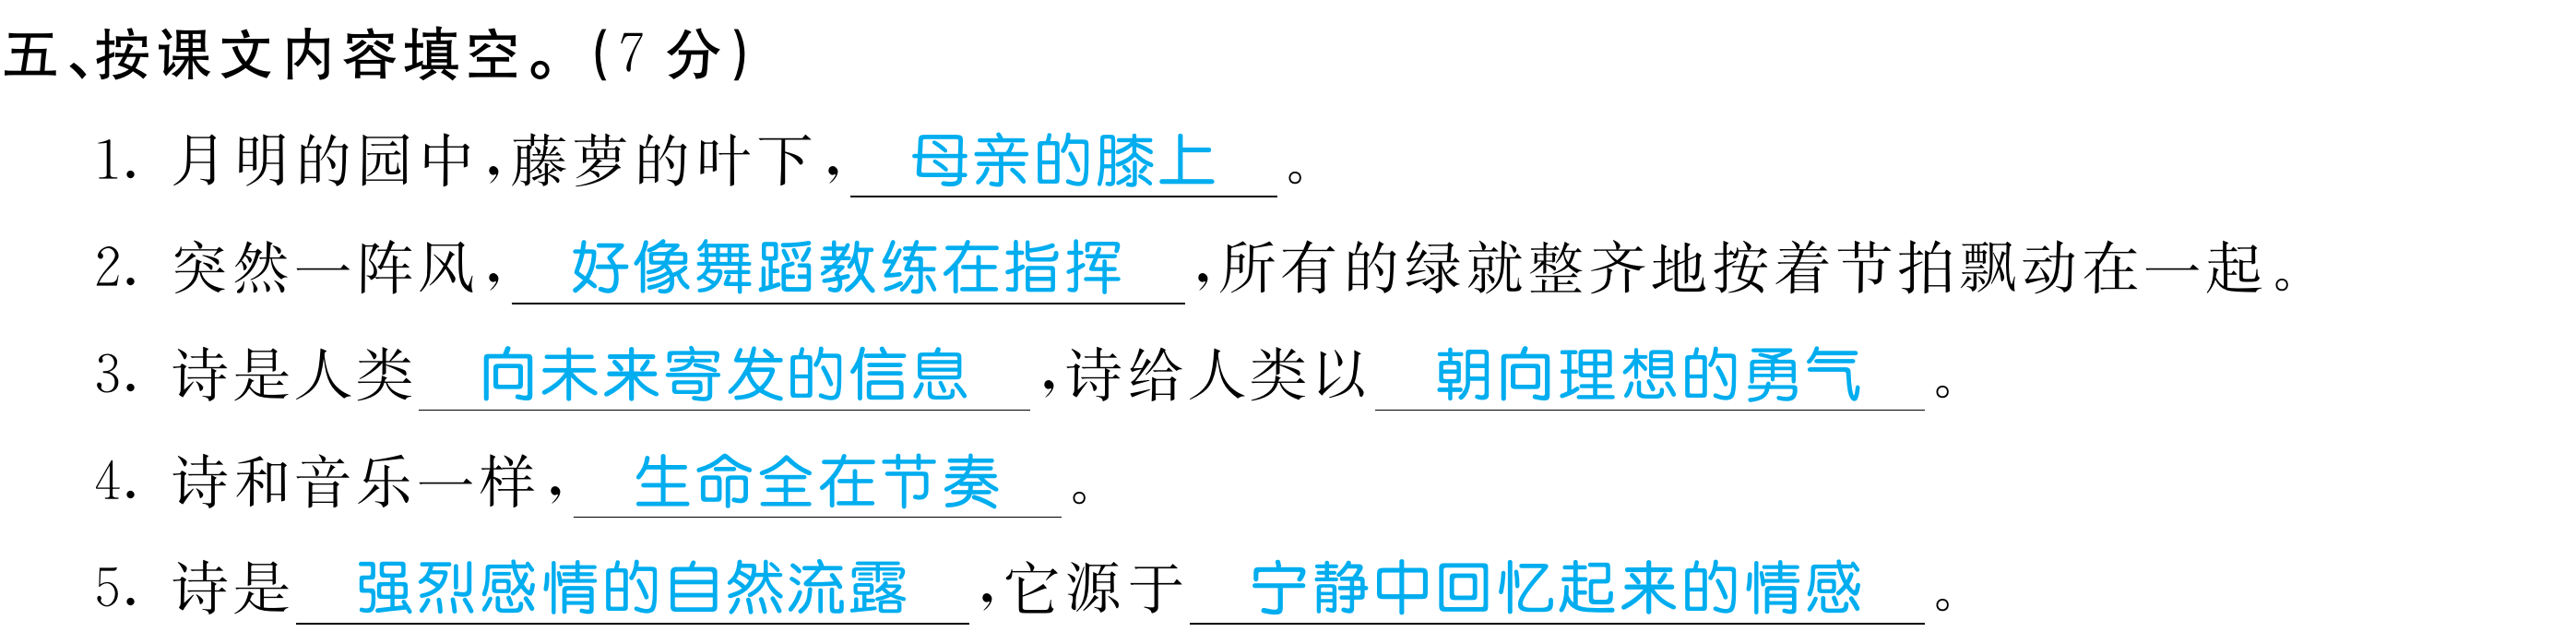 五、按课文内容填空。(7 分)
1. 月明的园中,藤萝的叶下, 母亲的膝上 。
2. 突然一阵风, 好像舞蹈教练在指挥 ,所有的绿就整齐地按着节拍飘动在一起。
3. 诗是人类 向未来寄发的信息 ,诗给人类以 朝向理想的勇气 。
4. 诗和音乐一样, 生命全在节奏 。
5. 诗是 强烈感情的自然流露 ,它源于 宁静中回忆起来的情感 。